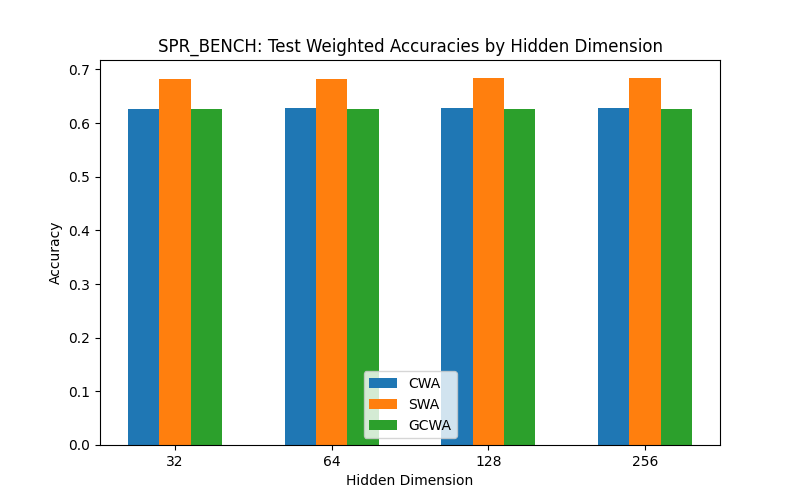 SPR_BENCH: Test Weighted Accuracies by Hidden Dimension
Accuracy
0.7
0.6
0.5
0.4
0.3
0.2
0.1
0.0
CWA
SWA
GCWA
32 64 128 256
Hidden Dimension